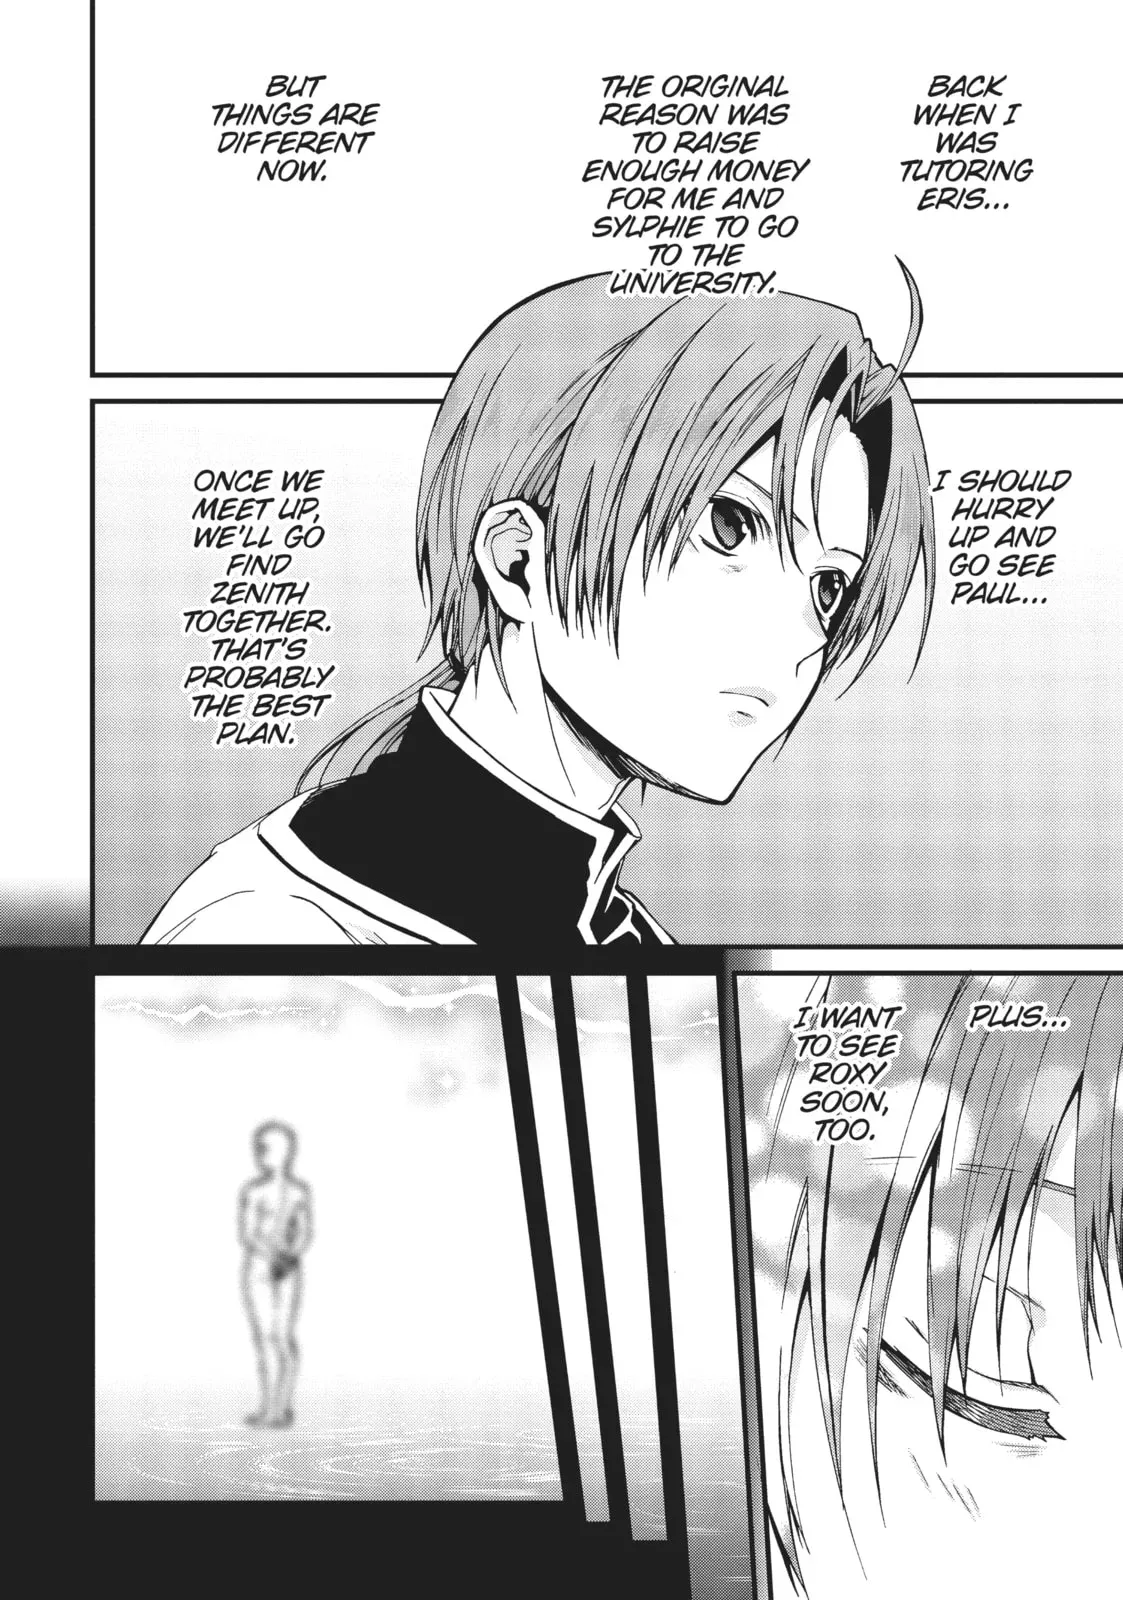 BACK
WHEN I
WAS
TUTORING
ERIS...
THE ORIGINAL
REASON WAS
TO RAISE
ENOUGH MONEY
FOR ME AND
SYLPHIE TO GO
TO THE
UNIVERSITY.
BUT
THINGS ARE
DIFFERENT
NOW.
I SHOULD
HURRY
UP AND
GO SEE
PAUL...
ONCE WE
MEET UP,
WE'LL GO
FIND
ZENITH
TOGETHER.
THAT'S
PROBABLY
THE BEST
PLAN.
PLUS...
I WANT
TO SEE
ROXY
SOON,
TOO.